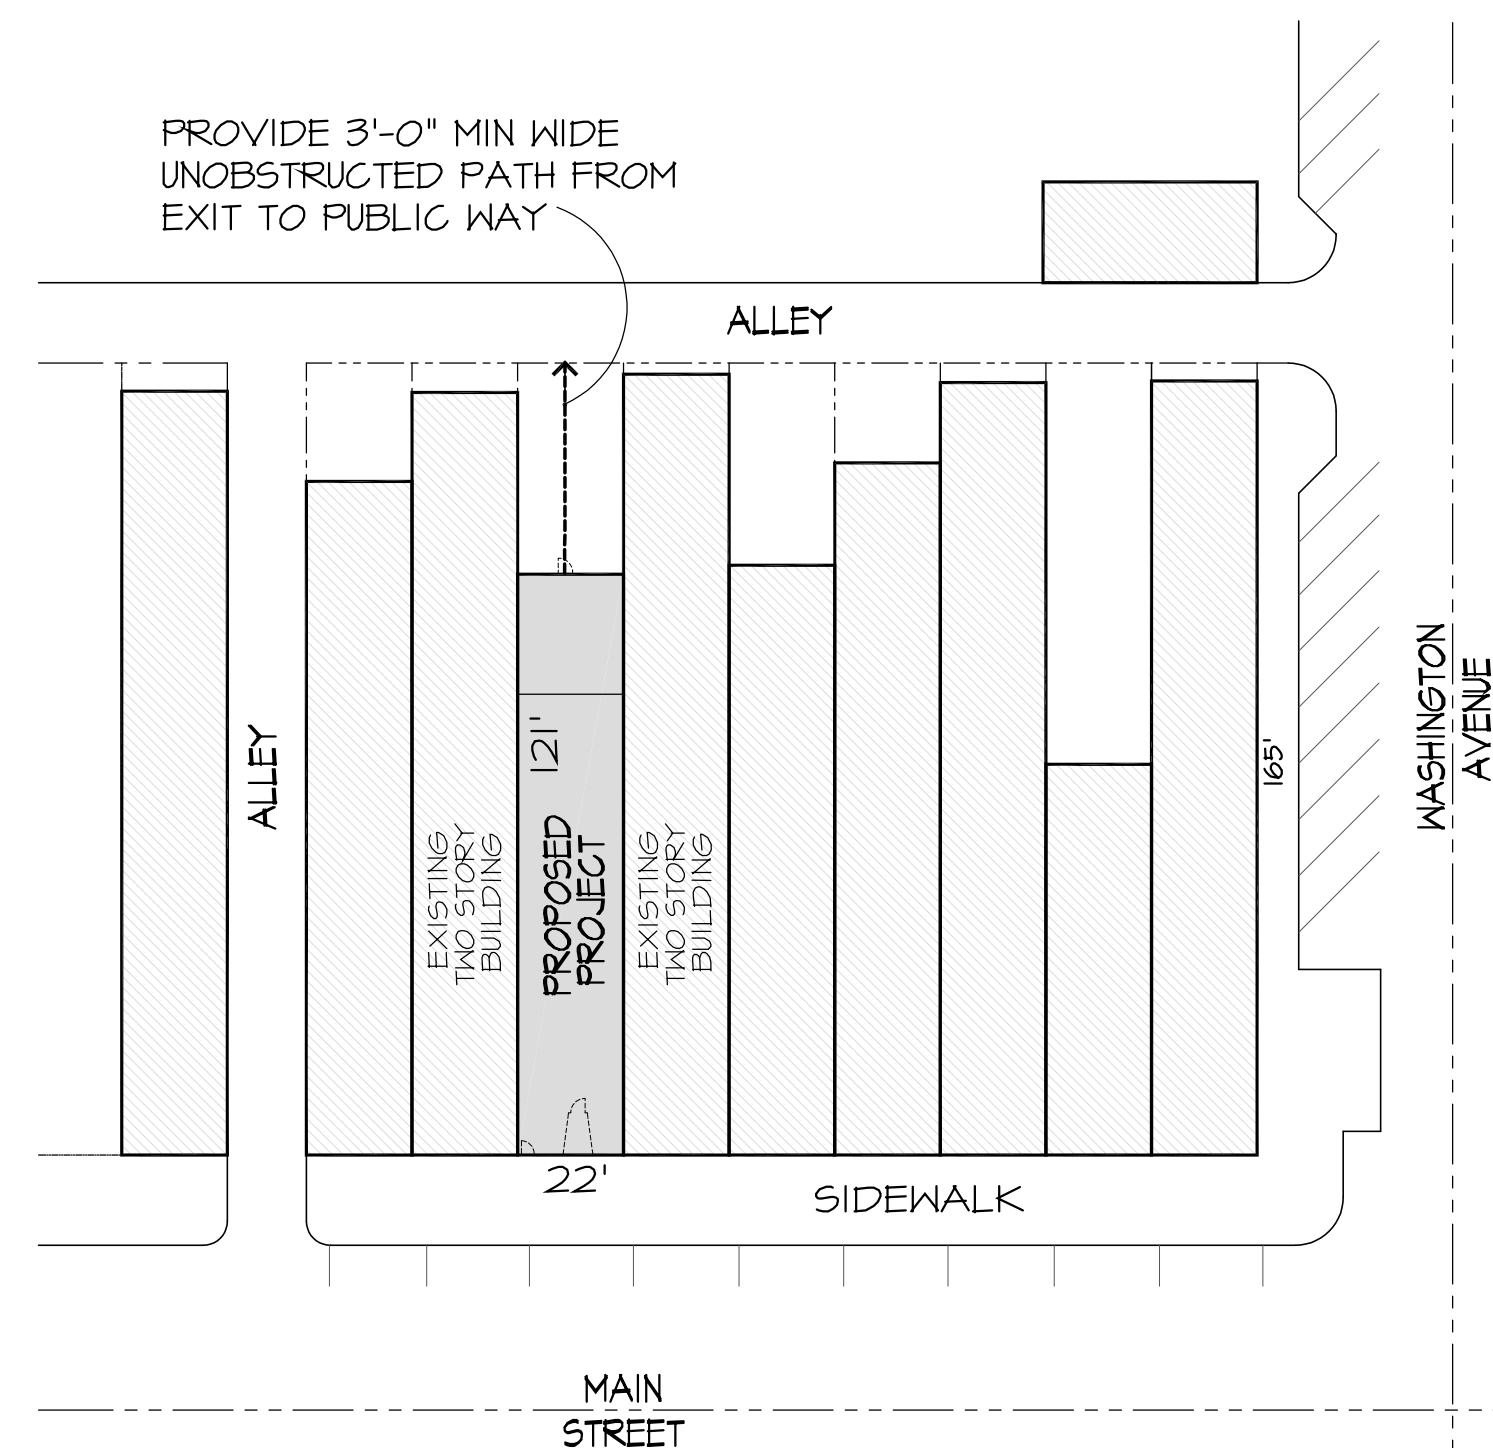 PROVIDE 3'-0" MIN WIDE
UNOBSTRUCTED PATH FROM
EXIT TO PUBLIC WAY
ALLEY
ALLEY
EXISTING
TWO STORY
BUILDING
121'
PROPOSED
PROJECT
EXISTING
TWO STORY
BUILDING
165'
WASHINGTON
AVENUE
22'
SIDEWALK
MAIN
STREET